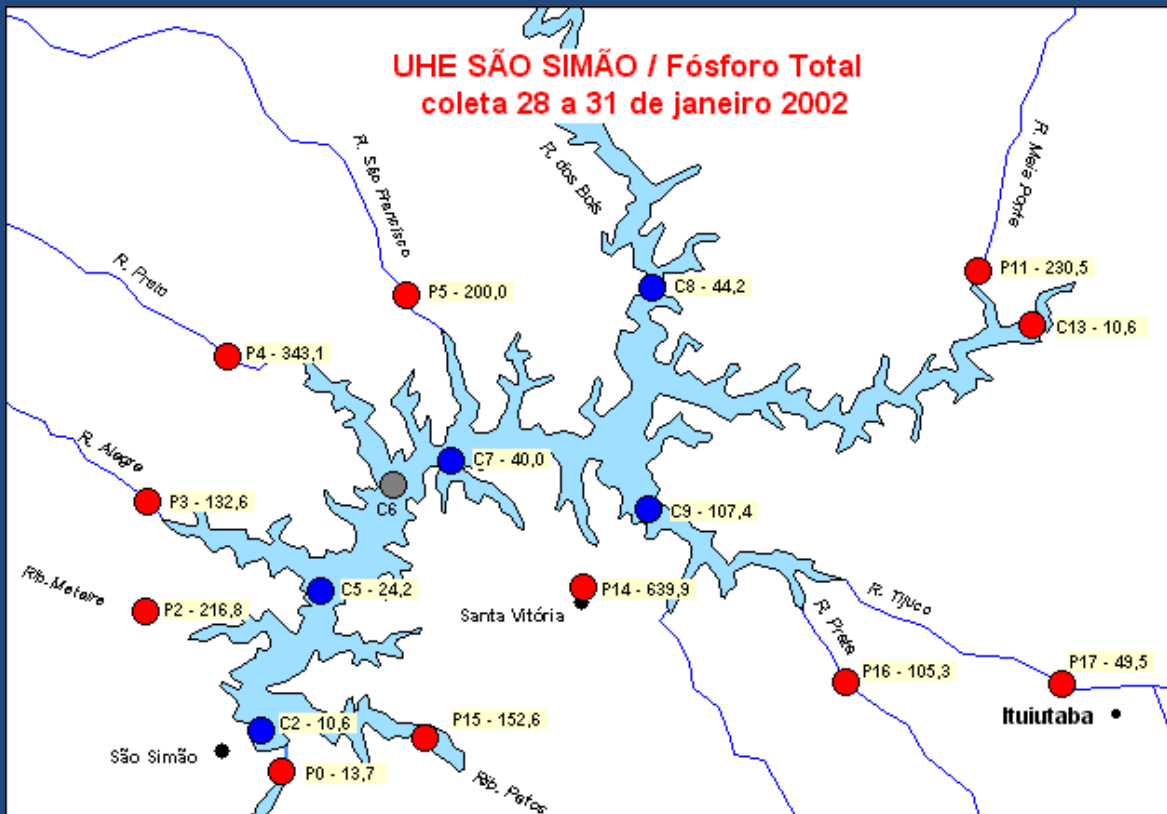 UHE SÃO SIMÃO / Fósforo Total
coleta 28 a 31 de janeiro 2002
R. São Francisco
R. dos Bois
R. Meia Ponte
R. Preto
P5 - 200,0
C8 - 44,2
P11 - 230,5
C13 - 10,6
P4 - 343,1
R. Alegre
C7 - 40,0
P3 - 132,6
C6
C9 - 107,4
Rib. Mateira
C5 - 24,2
P2 - 216,8
P14 - 639,9
Santa Vitória
R. Tijuco
R. Prata
P16 - 105,3
P17 - 49,5
Ituiutaba
C2 - 10,6
P15 - 152,6
São Simão
P0 - 13,7
Rib. Patos